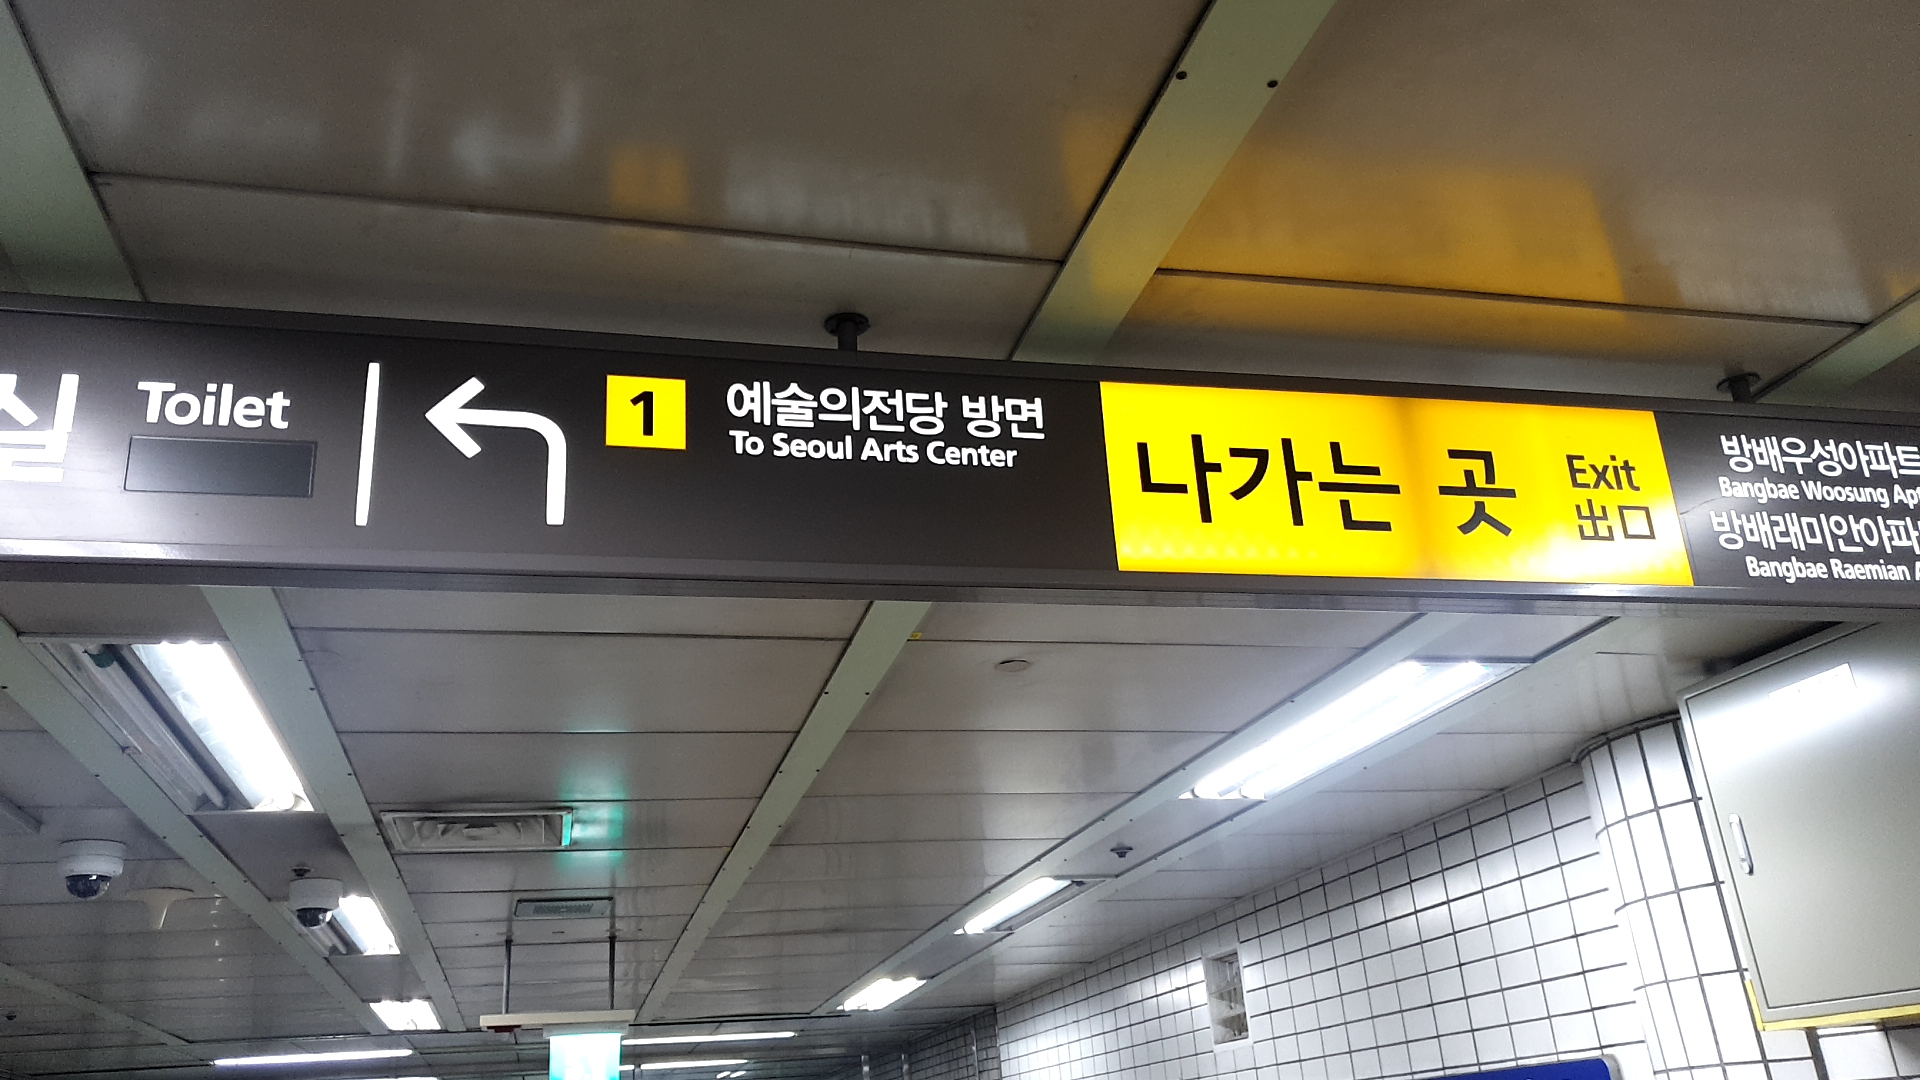 실
Toilet
1
예술의전당 방면
To Seoul Arts Center
나가는 곳
Exit
出口
방배우성아파트
Bangbae Woosung Apt
방배래미안아파
Bangbae Raemian